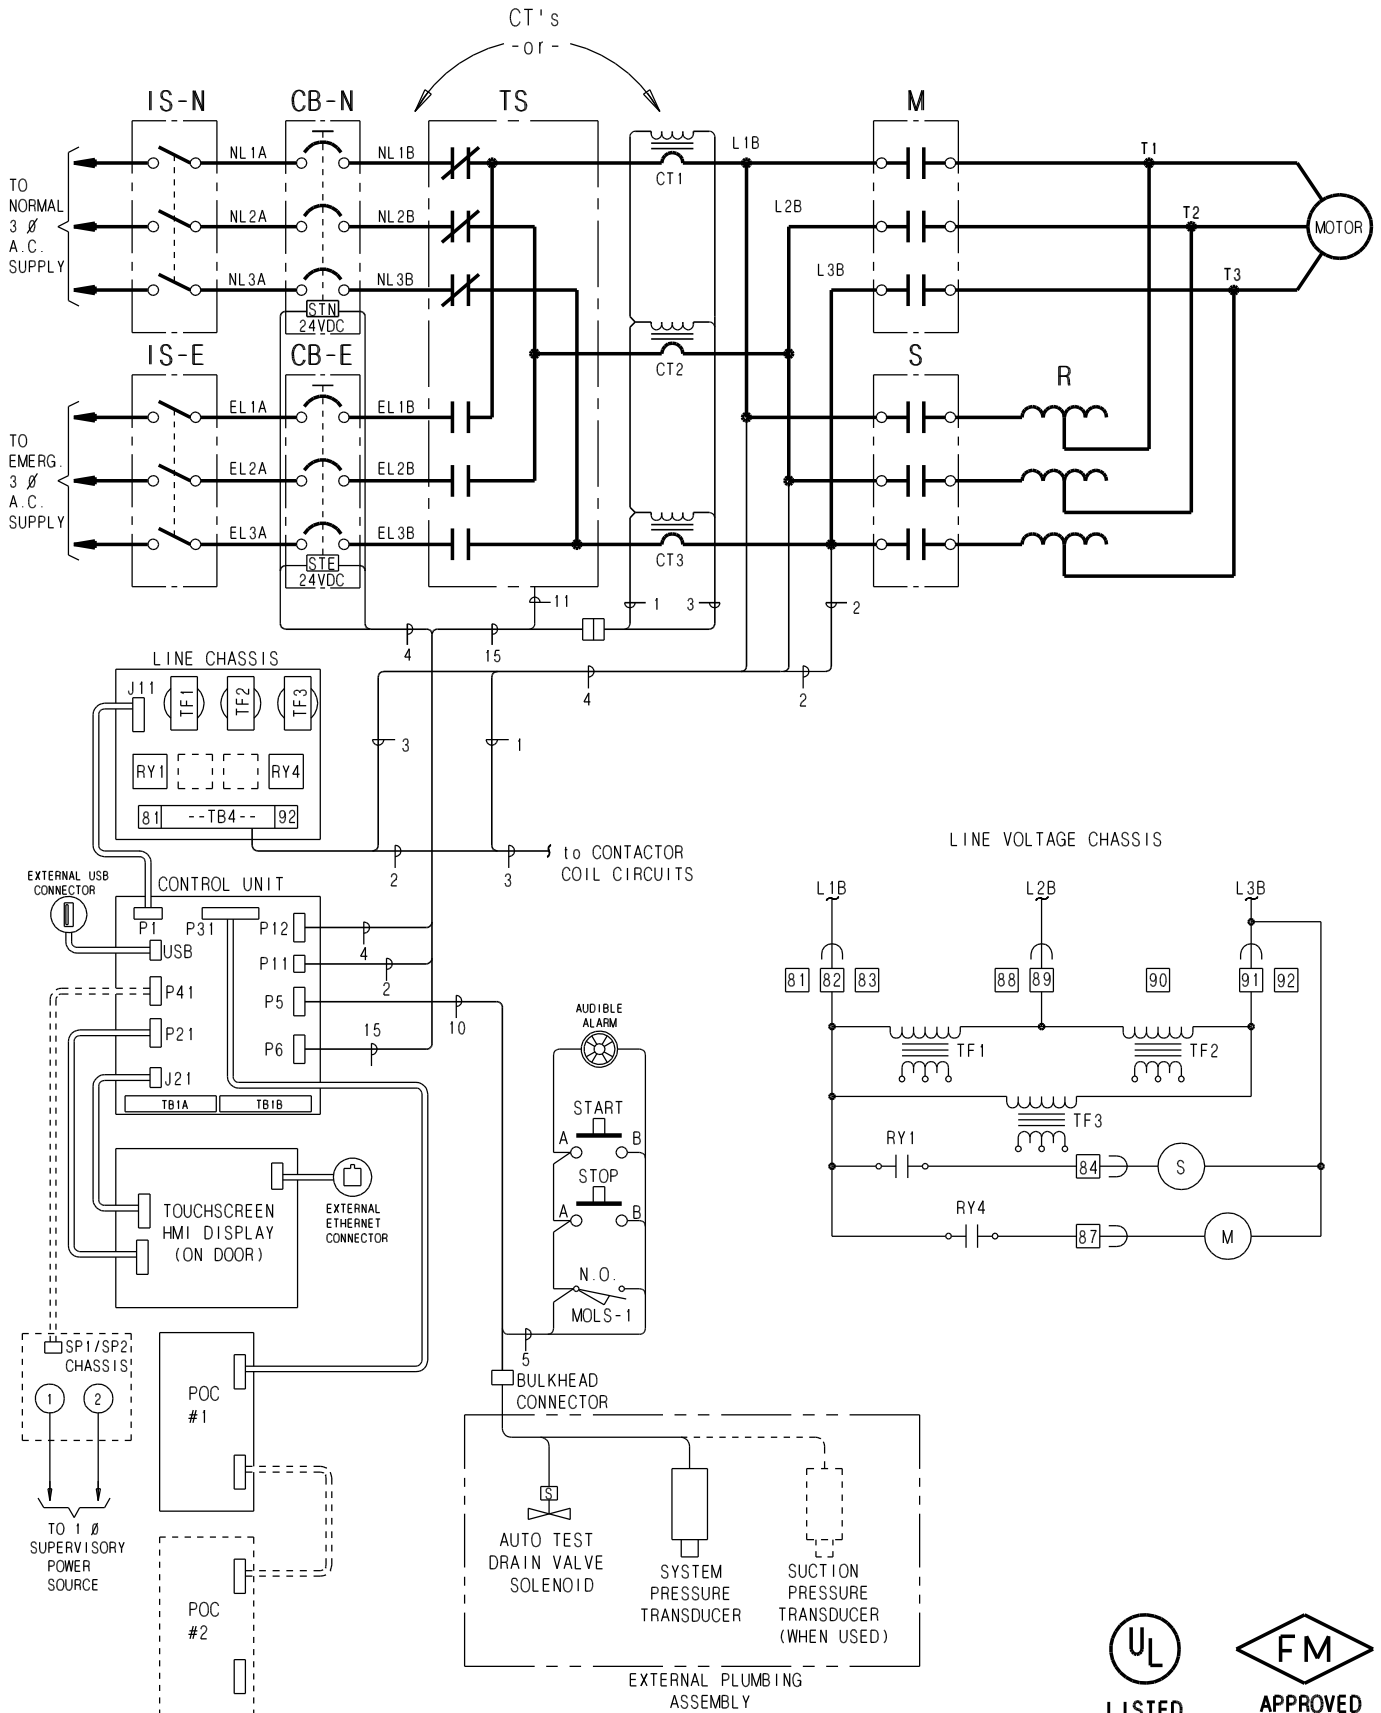 CT's
-or-
IS-N
CB-N
TS
M
TO
NORMAL
3 Ø
A.C.
SUPPLY
NL1A
NL1B
CT1
L1B
T1
NL2A
NL2B
L2B
T2
MOTOR
NL3A
NL3B
L3B
T3
STN
24VDC
IS-E
CB-E
CT2
S
R
TO
EMERG.
3 Ø
A.C.
SUPPLY
EL1A
EL1B
EL2A
EL2B
EL3A
EL3B
CT3
STE
24VDC
11
1
3
2
4
15
4
2
LINE CHASSIS
J11
TF1
TF2
TF3
3
1
RY1
RY4
81
--TB4--
92
2
3
to CONTACTOR
COIL CIRCUITS
EXTERNAL USB
CONNECTOR
CONTROL UNIT
P1
P31
P12
4
USB
P11
2
P41
P5
10
P21
P6
15
J21
TB1A
TB1B
TOUCHSCREEN
HMI DISPLAY
(ON DOOR)
EXTERNAL
ETHERNET
CONNECTOR
SP1/SP2
CHASSIS
1
2
TO 1 Ø
SUPERVISORY
POWER
SOURCE
POC
#1
POC
#2
AUDIBLE
ALARM
START
A
B
STOP
A
B
N.O.
MOLS-1
5
BULKHEAD
CONNECTOR
S
AUTO TEST
DRAIN VALVE
SOLENOID
SYSTEM
PRESSURE
TRANSDUCER
SUCTION
PRESSURE
TRANSDUCER
(WHEN USED)
EXTERNAL PLUMBING
ASSEMBLY
LINE VOLTAGE CHASSIS
L1B
L2B
L3B
81
82
83
88
89
90
91
92
TF1
TF2
TF3
RY1
84
S
RY4
87
M
UL
LISTED
FM
APPROVED